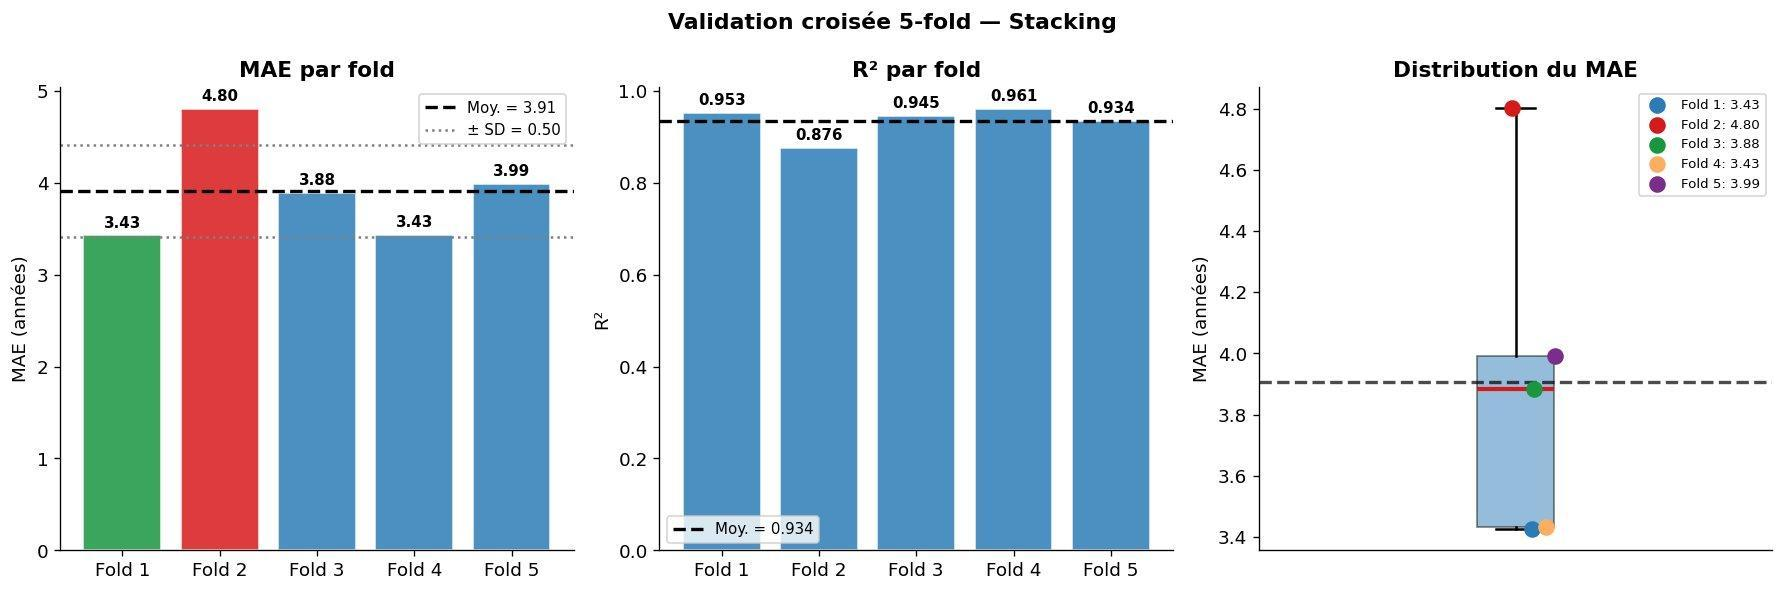 Validation croisée 5-fold — Stacking
MAE par fold
MAE (années)
5
4
3
2
1
0
4.80
3.43
3.88
3.43
3.99
Moy. = 3.91
± SD = 0.50
Fold 1
Fold 2
Fold 3
Fold 4
Fold 5
R² par fold
R²
1.0
0.8
0.6
0.4
0.2
0.0
0.953
0.876
0.945
0.961
0.934
Moy. = 0.934
Fold 1
Fold 2
Fold 3
Fold 4
Fold 5
Distribution du MAE
MAE (années)
4.8
4.6
4.4
4.2
4.0
3.8
3.6
3.4
Fold 1: 3.43
Fold 2: 4.80
Fold 3: 3.88
Fold 4: 3.43
Fold 5: 3.99